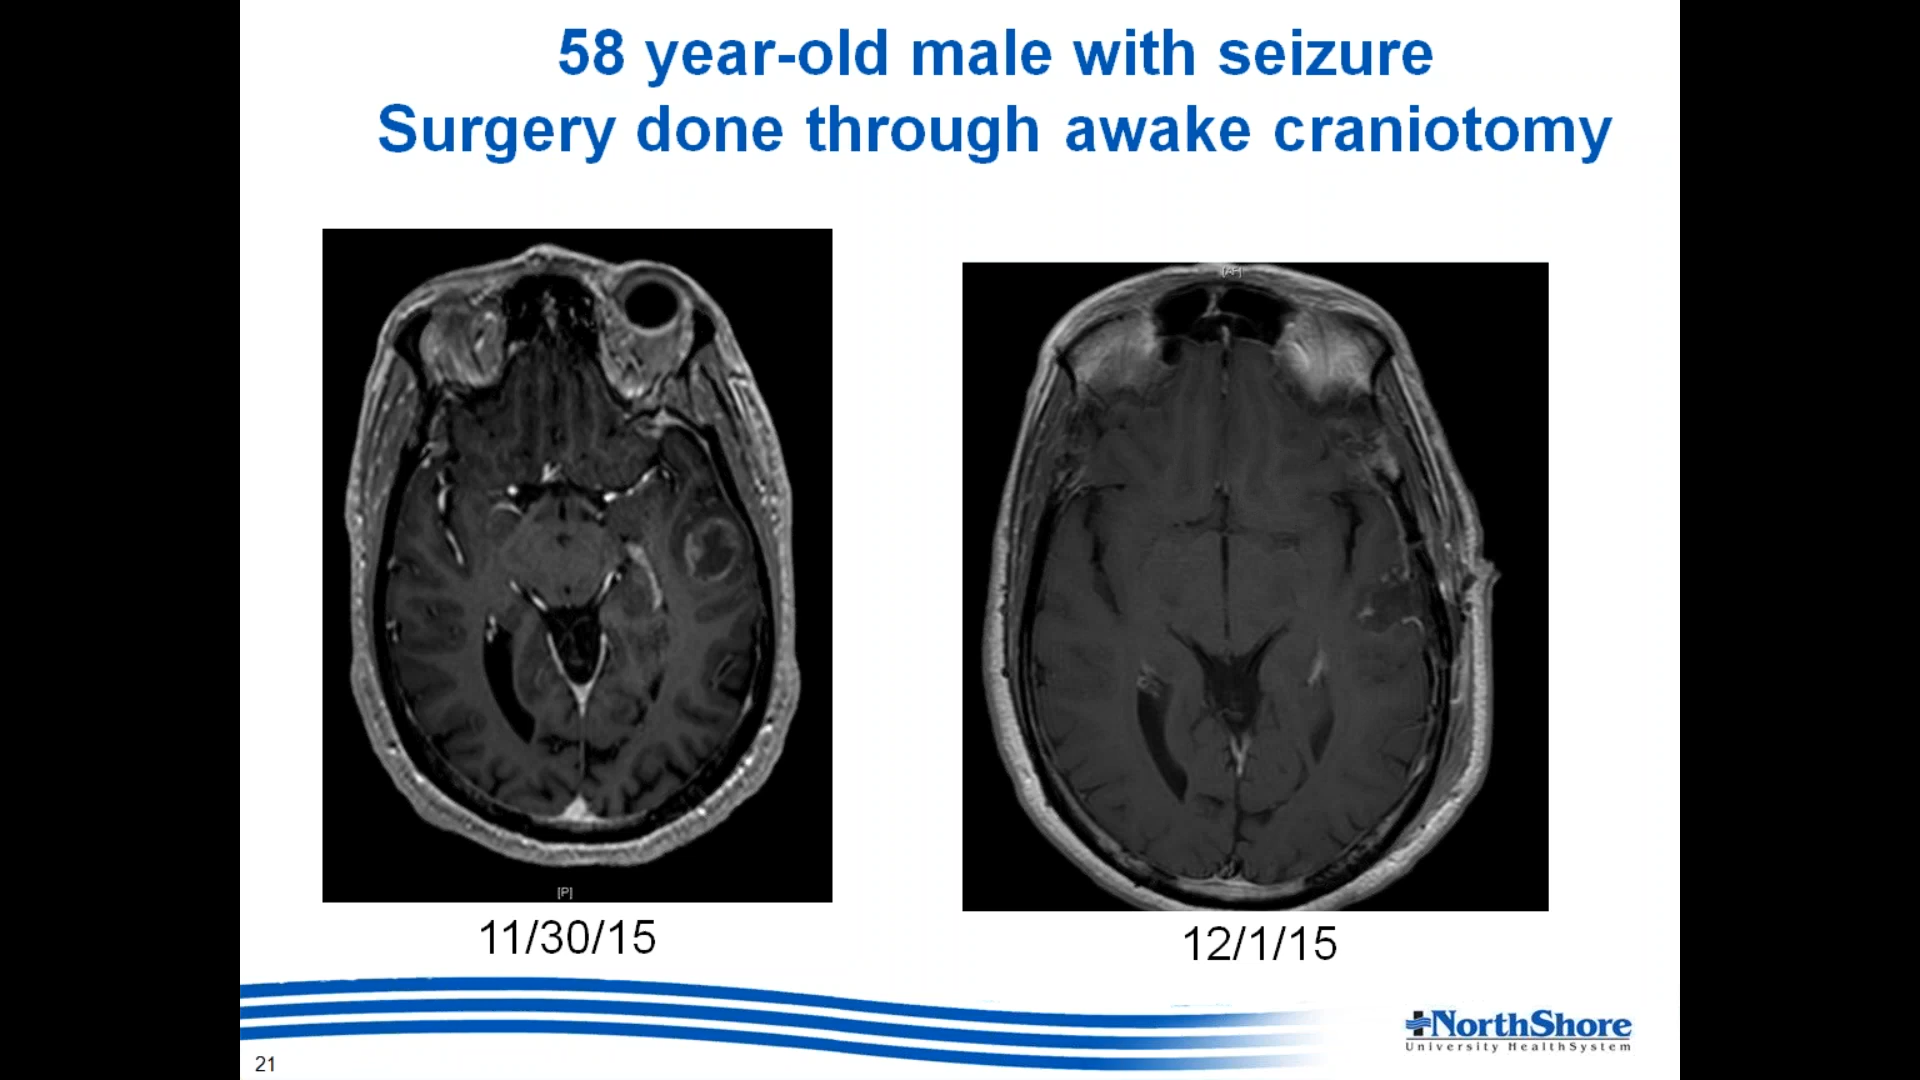 58 year-old male with seizure
Surgery done through awake craniotomy
[AF]
[P]
11/30/15
12/1/15
NorthShore
University HealthSystem
21